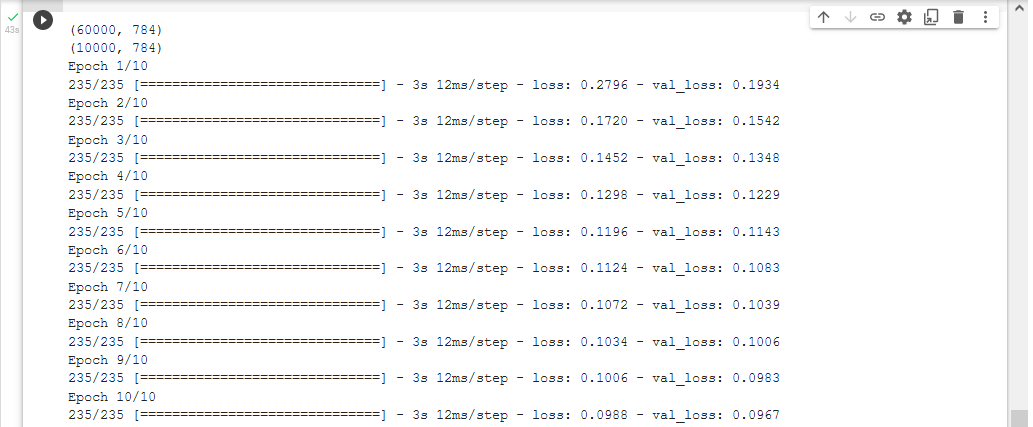 43s
(60000, 784)
(10000, 784)
Epoch 1/10
235/235 [==============================] - 3s 12ms/step - loss: 0.2796 - val_loss: 0.1934
Epoch 2/10
235/235 [==============================] - 3s 12ms/step - loss: 0.1720 - val_loss: 0.1542
Epoch 3/10
235/235 [==============================] - 3s 12ms/step - loss: 0.1452 - val_loss: 0.1348
Epoch 4/10
235/235 [==============================] - 3s 12ms/step - loss: 0.1298 - val_loss: 0.1229
Epoch 5/10
235/235 [==============================] - 3s 12ms/step - loss: 0.1196 - val_loss: 0.1143
Epoch 6/10
235/235 [==============================] - 3s 12ms/step - loss: 0.1124 - val_loss: 0.1083
Epoch 7/10
235/235 [==============================] - 3s 12ms/step - loss: 0.1072 - val_loss: 0.1039
Epoch 8/10
235/235 [==============================] - 3s 12ms/step - loss: 0.1034 - val_loss: 0.1006
Epoch 9/10
235/235 [==============================] - 3s 12ms/step - loss: 0.1006 - val_loss: 0.0983
Epoch 10/10
235/235 [==============================] - 3s 12ms/step - loss: 0.0988 - val_loss: 0.0967